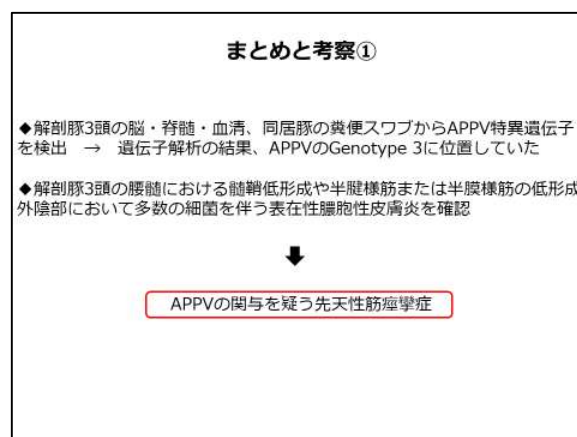 まとめと考察①
◆解剖豚3頭の脳・脊髄・血清、同居豚の糞便スワブからAPPV特異遺伝子
を検出　→　遺伝子解析の結果、APPVのGenotype 3に位置していた
◆解剖豚3頭の腰髄における髄鞘低形成や半腱様筋または半膜様筋の低形成
外陰部において多数の細菌を伴う表在性膿胞性皮膚炎を確認
APPVの関与を疑う先天性筋痙攣症